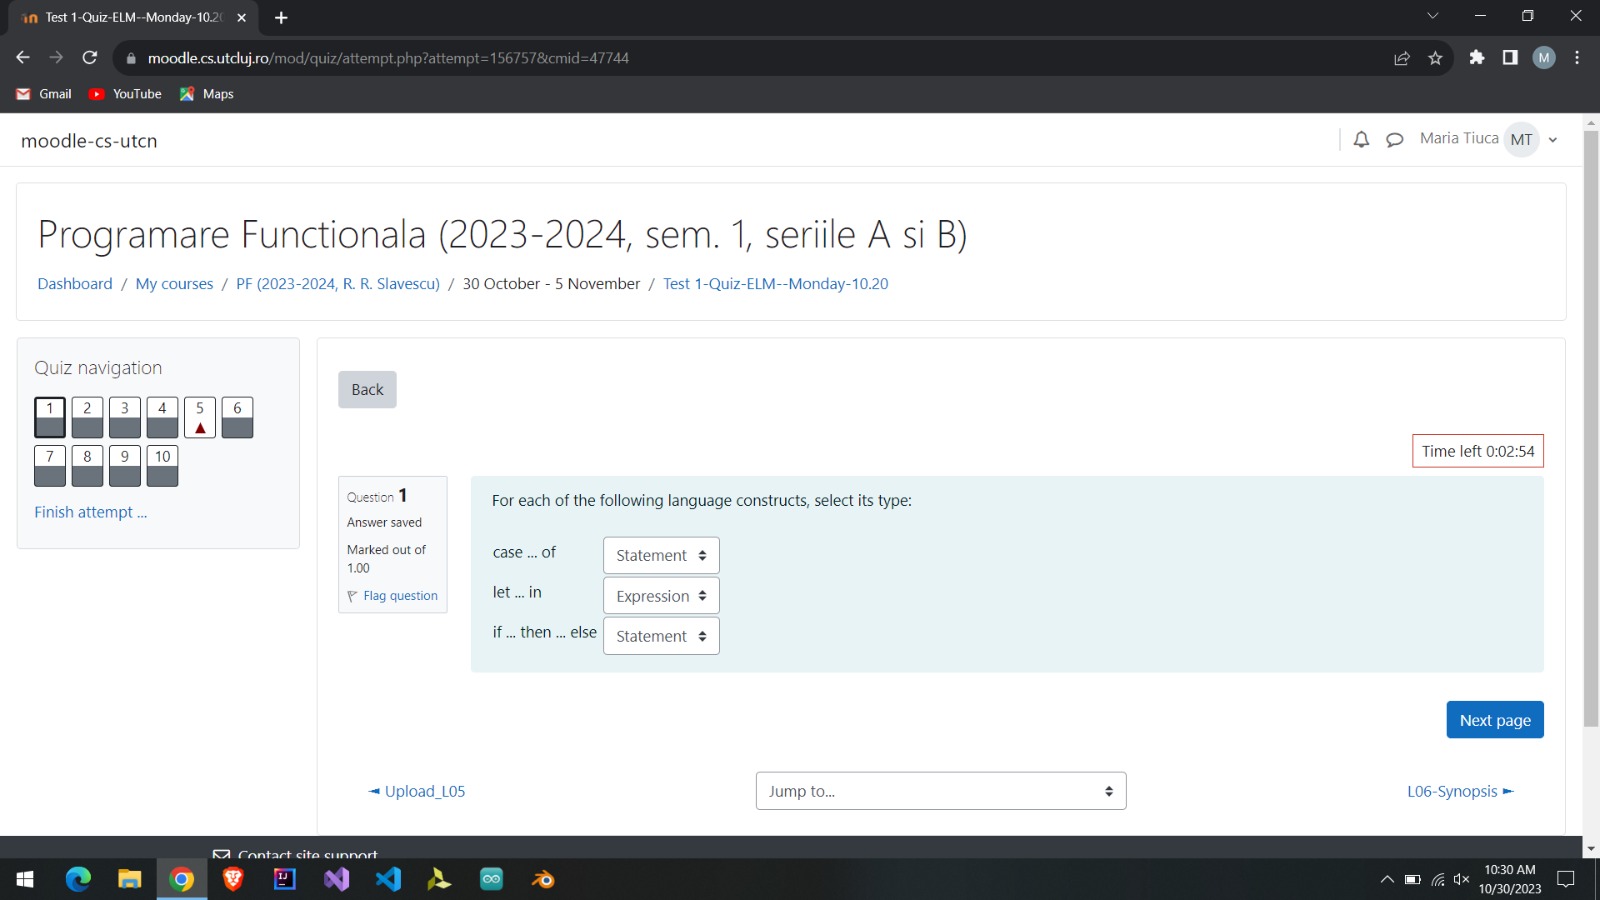 Test 1-Quiz-ELM--Monday-10.20
moodle.cs.utcluj.ro/mod/quiz/attempt.php?attempt=156757&cmid=47744
M
Gmail YouTube Maps
moodle-cs-utcn
Maria Tiuca MT
Programare Functionala (2023-2024, sem. 1, seriile A si B)
Dashboard / My courses / PF (2023-2024, R. R. Slavescu) / 30 October - 5 November / Test 1-Quiz-ELM--Monday-10.20
Quiz navigation
1 2 3 4 5 6
7 8 9 10
Finish attempt ...
Back
Time left 0:02:54
Question 1
Answer saved
Marked out of
1.00
Flag question
For each of the following language constructs, select its type:
case ... of Statement
let ... in Expression
if ... then ... else Statement
Next page
◄ Upload_L05
Jump to...
L06-Synopsis ►
Contact site support
10:30 AM
10/30/2023